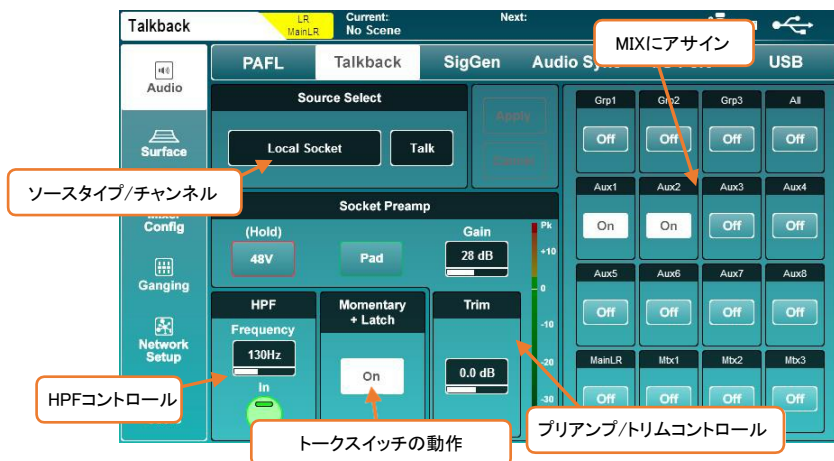 Talkback
LR
MainLR
Current:
No Scene
Next:
MIXにアサイン
Audio
PAFL
Talkback
SigGen
USB
Source Select
Local Socket
Talk
Apply
Cancel
Grp1
Grp2
Grp3
All
Off
Off
Off
Off
Surface
ソースタイプ/チャンネル
Config
Socket Preamp
(Hold)
48V
Pad
Gain
28 dB
Pk
+10
0
-10
-20
-30
Aux1
Aux2
Aux3
Aux4
On
On
Off
Off
Ganging
Aux5
Aux6
Aux7
Aux8
Off
Off
Off
Off
Network
Setup
HPF
Frequency
130Hz
In
Momentary
+ Latch
On
Trim
0.0 dB
MainLR
Mtx1
Mtx2
Mtx3
Off
Off
Off
Off
HPFコントロール
トークスイッチの動作
プリアンプ/トリムコントロール